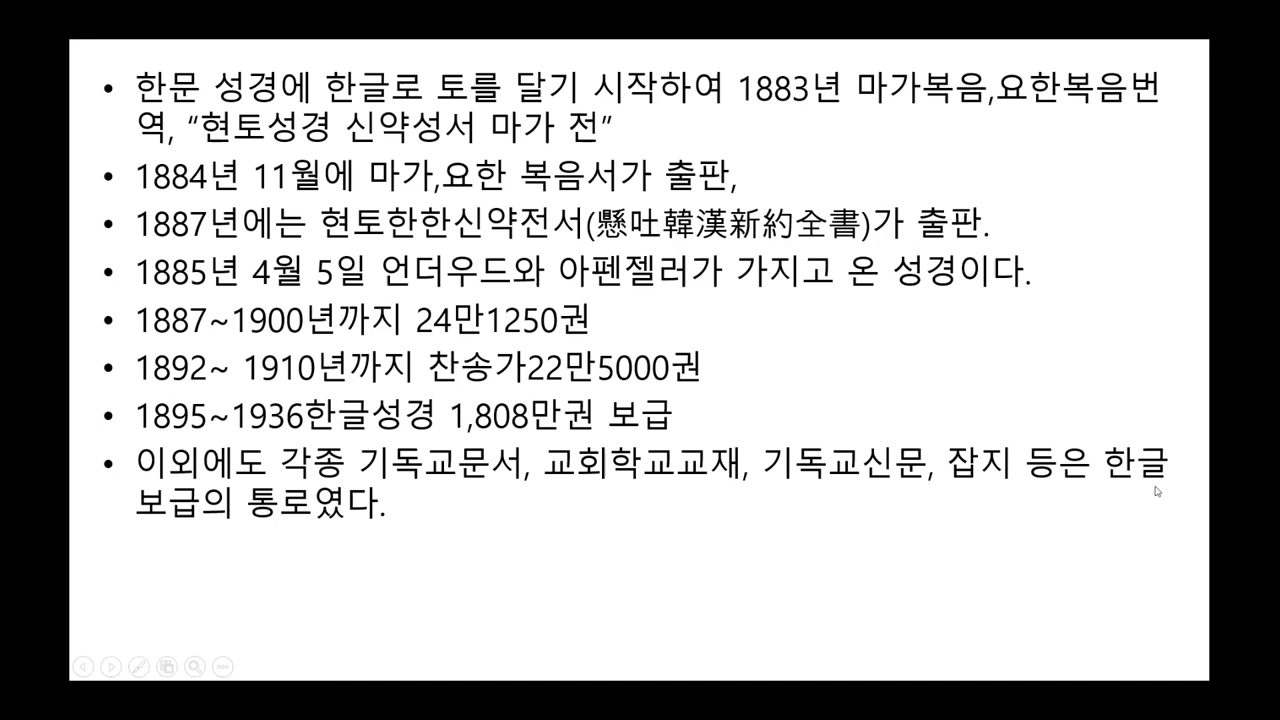 • 한문 성경에 한글로 토를 달기 시작하여 1883년 마가복음,요한복음번
역, “현토성경 신약성서 마가 전”
• 1884년 11월에 마가,요한 복음서가 출판,
• 1887년에는 현토한한신약전서(懸吐韓漢新約全書)가 출판.
• 1885년 4월 5일 언더우드와 아펜젤러가 가지고 온 성경이다.
• 1887~1900년까지 24만1250권
• 1892~ 1910년까지 찬송가22만5000권
• 1895~1936한글성경 1,808만권 보급
• 이외에도 각종 기독교문서, 교회학교교재, 기독교신문, 잡지 등은 한글
보급의 통로였다.